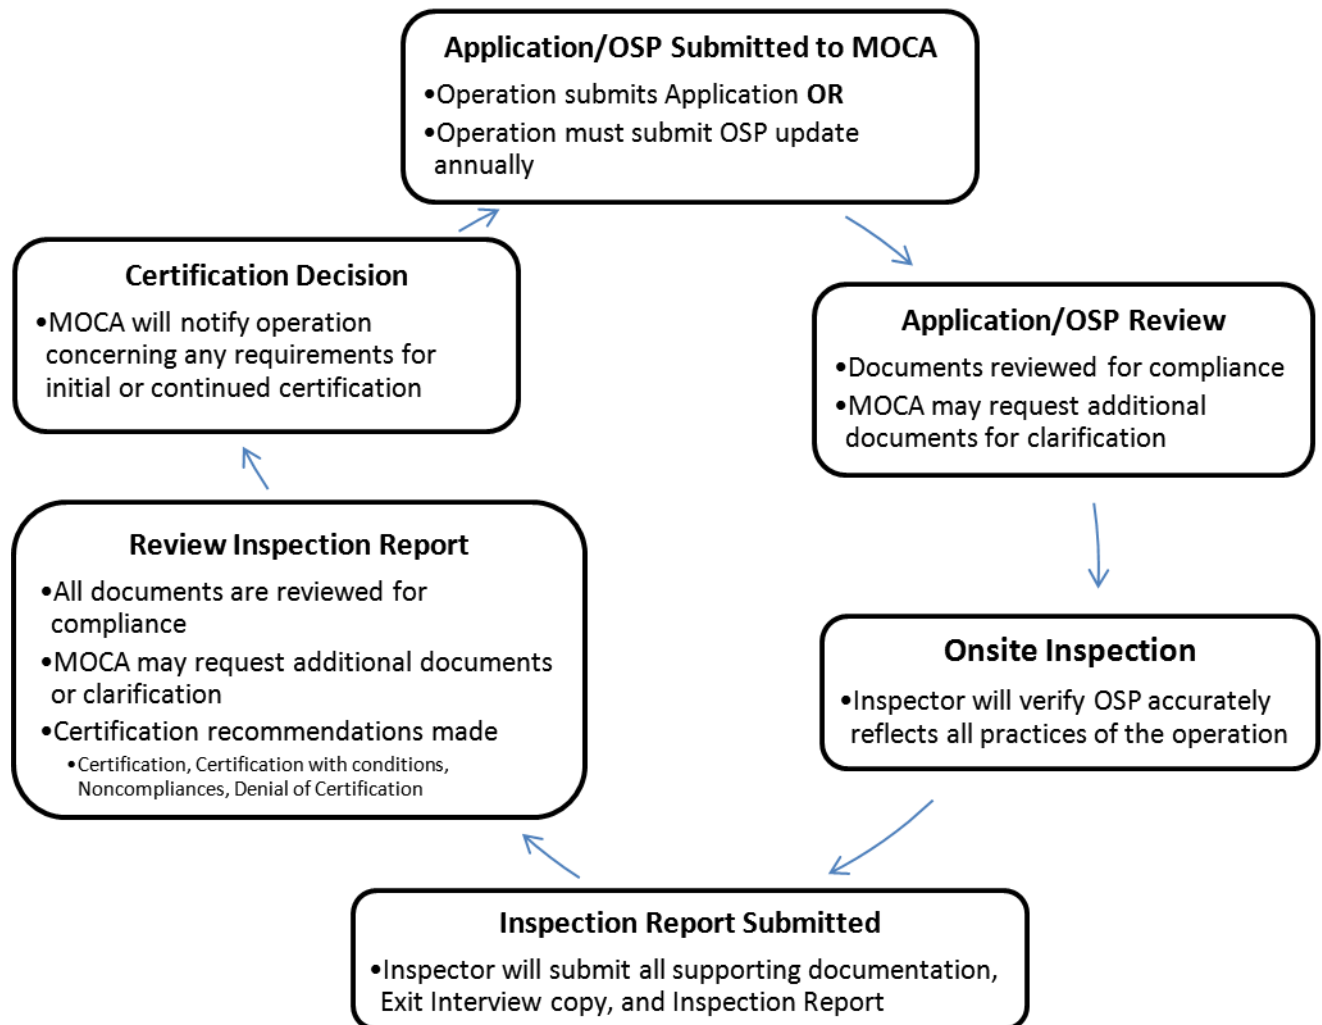 Application/OSP Submitted to MOCA
•Operation submits Application OR
•Operation must submit OSP update
annually
Application/OSP Review
•Documents reviewed for compliance
•MOCA may request additional
documents for clarification
Onsite Inspection
•Inspector will verify OSP accurately
reflects all practices of the operation
Inspection Report Submitted
•Inspector will submit all supporting documentation,
Exit Interview copy, and Inspection Report
Review Inspection Report
•All documents are reviewed for
compliance
•MOCA may request additional documents
or clarification
•Certification recommendations made
•Certification, Certification with conditions,
Noncompliances, Denial of Certification
Certification Decision
•MOCA will notify operation
concerning any requirements for
initial or continued certification